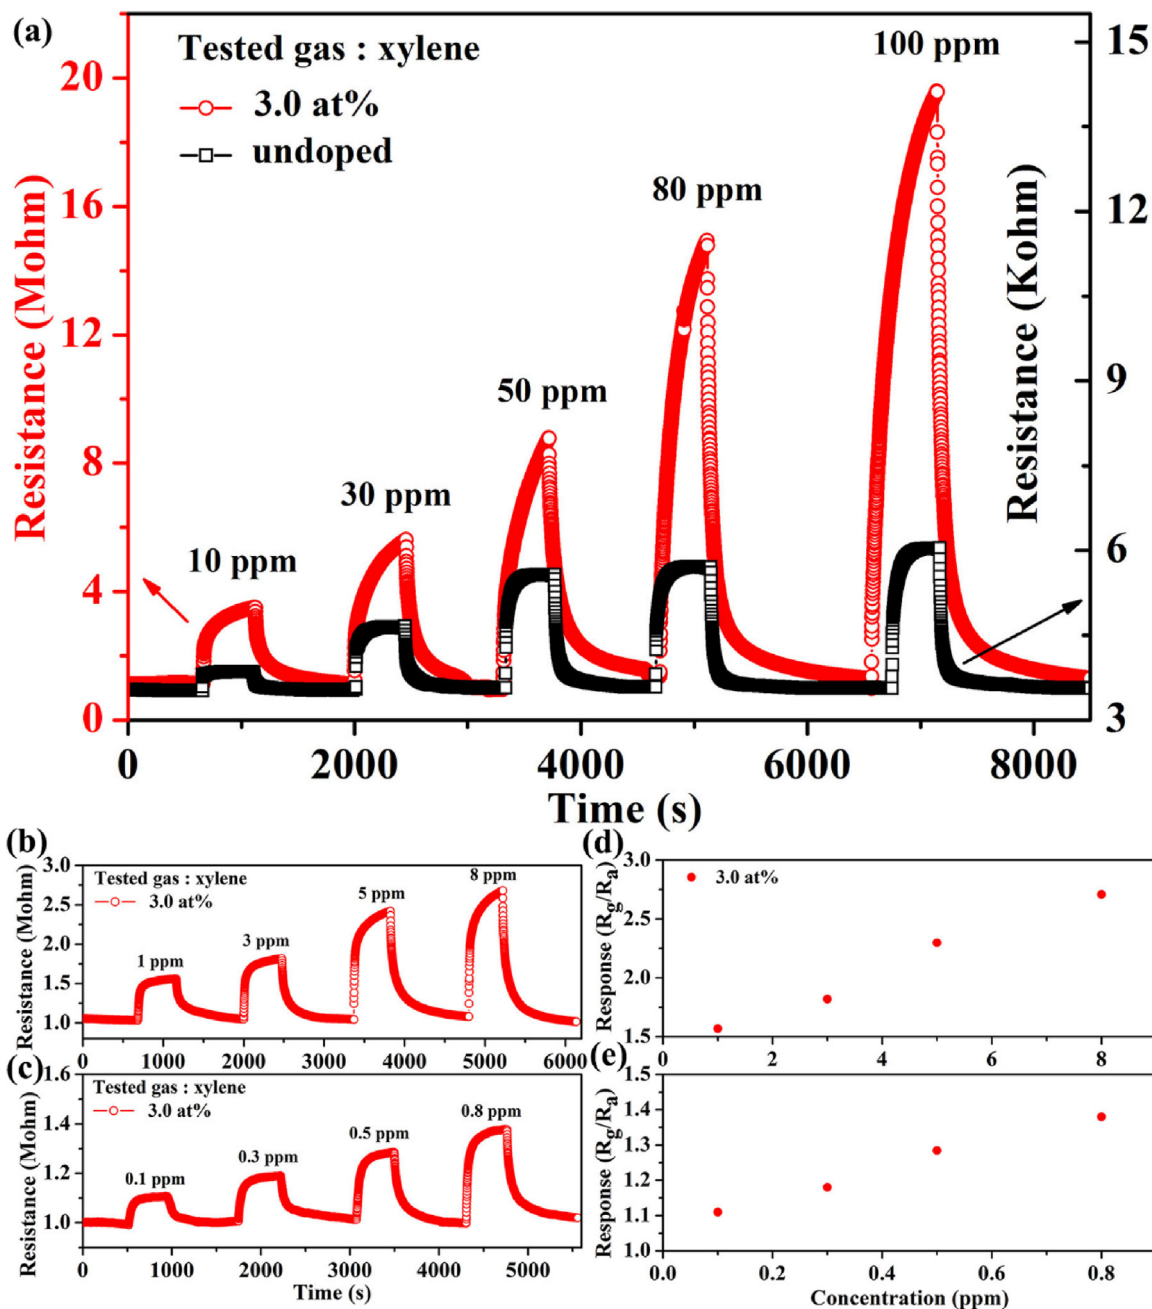 (a)
Tested gas : xylene
3.0 at%
undoped
10 ppm
30 ppm
50 ppm
80 ppm
100 ppm
Resistance (Mohm)
20
16
12
8
4
0
Resistance (Kohm)
15
12
9
6
3
0 2000 4000 6000 8000
Time (s)
(b)
Tested gas : xylene
3.0 at%
1 ppm
3 ppm
5 ppm
8 ppm
Resistance (Mohm)
3.0
2.5
2.0
1.5
1.0
0 1000 2000 3000 4000 5000 6000
(c)
Tested gas : xylene
3.0 at%
0.1 ppm
0.3 ppm
0.5 ppm
0.8 ppm
Resistance (Mohm)
1.6
1.4
1.2
1.0
0 1000 2000 3000 4000 5000
Time (s)
(d)
3.0 at%
Response (Rg/Ra)
3.0
2.5
2.0
1.5
0 2 4 6 8
(e)
Response (Rg/Ra)
1.5
1.4
1.3
1.2
1.1
1.0
0.0 0.2 0.4 0.6 0.8
Concentration (ppm)